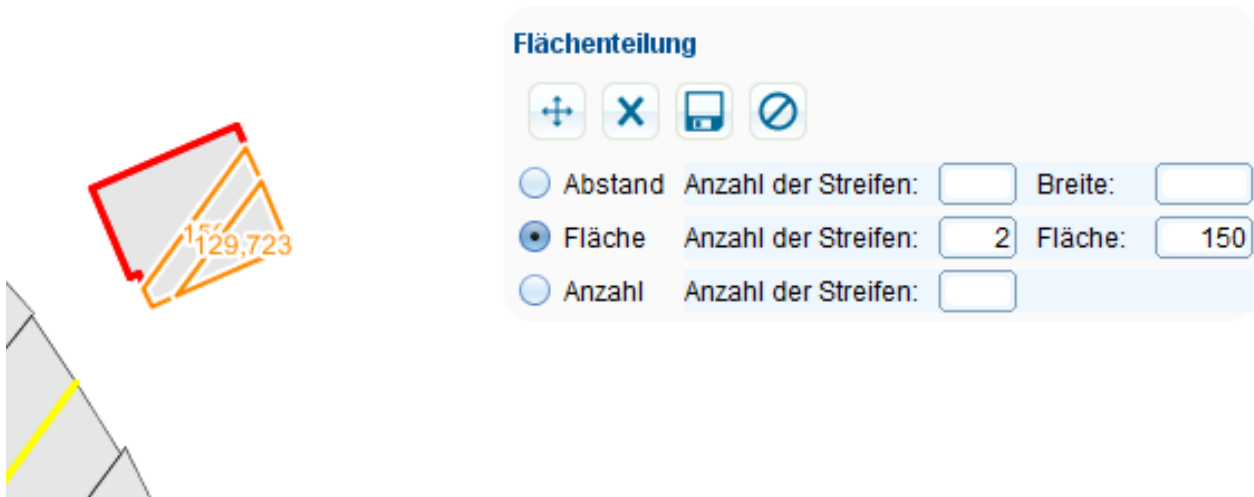 Flächenteilung
Abstand Anzahl der Streifen: Breite:
Fläche Anzahl der Streifen: 2 Fläche: 150
Anzahl Anzahl der Streifen:
129,723